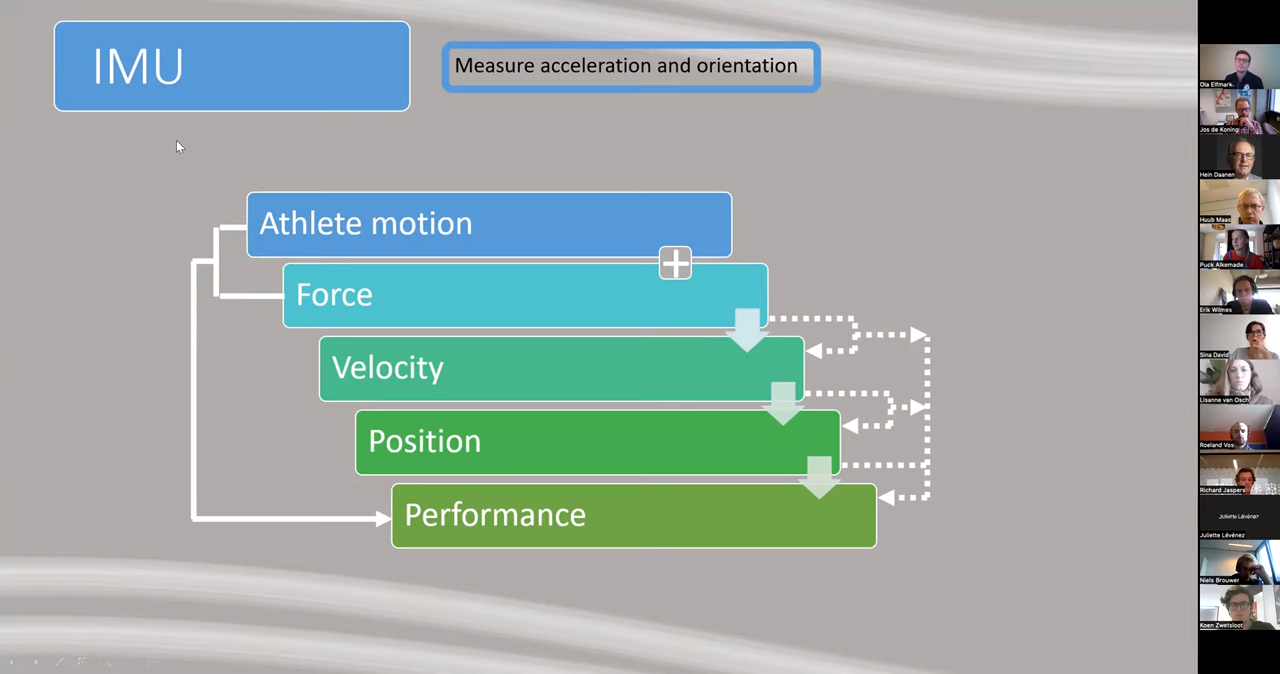 IMU
Measure acceleration and orientation
Athlete motion
Force
Velocity
Position
Performance
Ola Elfmark
Jos de Koning
Hein Daanen
Huub Maas
Puck Alkemade
Erik Wilmes
Sina David
Lisanne van Osch
Roeland Vos
Richard Jaspers
Juliette Lévénez
Juliette Lévénez
Niels Brouwer
Koen Zwetsloot